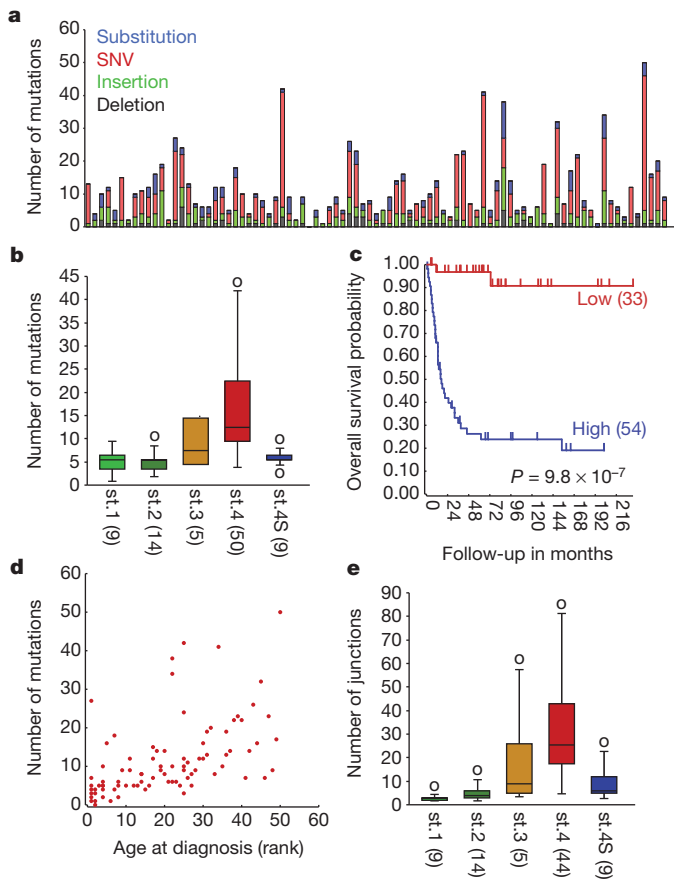 a
Substitution
SNV
Insertion
Deletion
Number of mutations
60
50
40
30
20
10
0
b
Number of mutations
45
40
35
30
25
20
15
10
5
0
st.1 (9)
st.2 (14)
st.3 (5)
st.4 (50)
st.4S (9)
c
Overall survival probability
1.00
0.90
0.80
0.70
0.60
0.50
0.40
0.30
0.20
0.10
0.00
Low (33)
High (54)
P = 9.8 × 10⁻⁷
0 24 48 72 96 120 144 168 192 216
Follow-up in months
d
Number of mutations
60
50
40
30
20
10
0
0 10 20 30 40 50 60
Age at diagnosis (rank)
e
Number of junctions
90
80
70
60
50
40
30
20
10
0
st.1 (9)
st.2 (14)
st.3 (5)
st.4 (44)
st.4S (9)